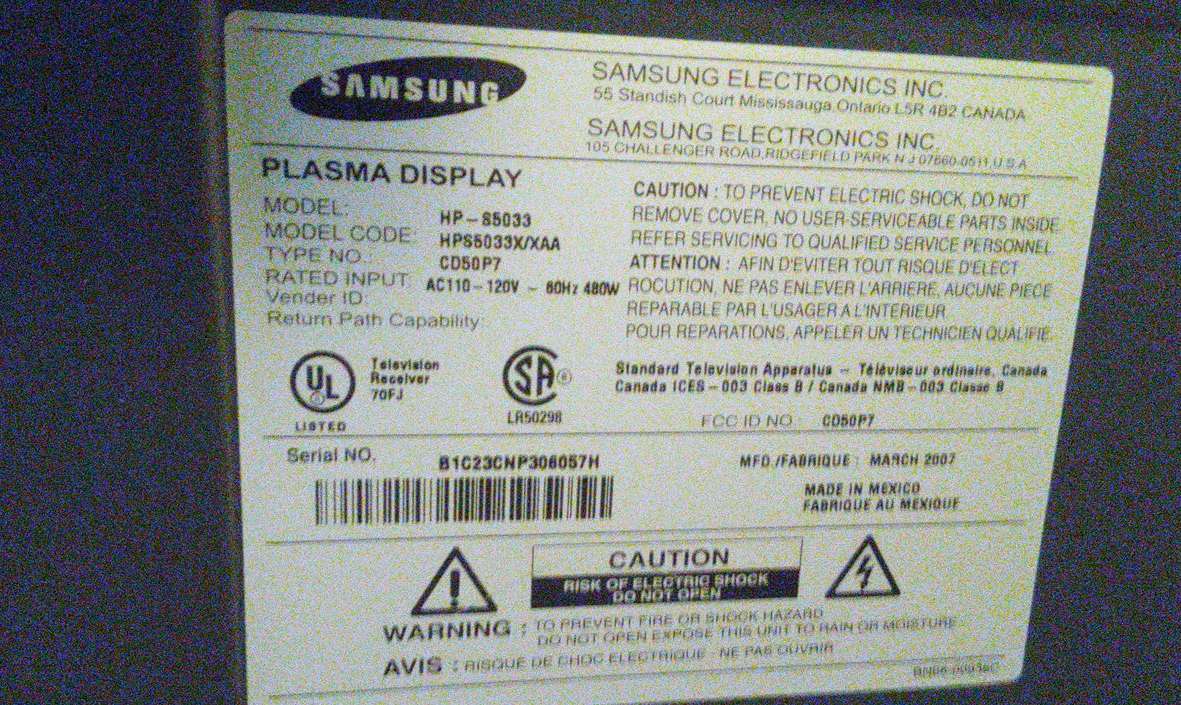 SAMSUNG
SAMSUNG ELECTRONICS INC.
55 Standish Court Mississauga, Ontario L5R 4B2 CANADA
SAMSUNG ELECTRONICS INC.
105 CHALLENGER ROAD, RIDGEFIELD PARK N J 07660-0511 U.S.A
PLASMA DISPLAY
MODEL: HP-S5033
MODEL CODE: HPS5033X/XAA
TYPE NO.: CD50P7
RATED INPUT: AC110-120V ~ 60Hz 480W
Vender ID:
Return Path Capability:
CAUTION : TO PREVENT ELECTRIC SHOCK, DO NOT
REMOVE COVER, NO USER-SERVICEABLE PARTS INSIDE.
REFER SERVICING TO QUALIFIED SERVICE PERSONNEL.
ATTENTION : AFIN D'EVITER TOUT RISQUE D'ELECT
ROCUTION, NE PAS ENLEVER L'ARRIERE, AUCUNE PIECE
REPARABLE PAR L'USAGER A L'INTERIEUR
POUR REPARATIONS, APPELER UN TECHNICIEN QUALIFIE.
UL ®
LISTED
Television
Receiver
70FJ
SA ®
LR50298
Standard Television Apparatus - Téléviseur ordinaire, Canada
Canada ICES-003 Class B / Canada NMB-003 Classe B
FCC ID NO : CD50P7
Serial NO. B1C23CNP306057H
MFD /FABRIQUE : MARCH 2007
MADE IN MEXICO
FABRIQUE AU MEXIQUE
CAUTION
RISK OF ELECTRIC SHOCK
DO NOT OPEN
WARNING : TO PREVENT FIRE OR SHOCK HAZARD
DO NOT OPEN EXPOSE THIS UNIT TO RAIN OR MOISTURE
AVIS : RISQUE DE CHOC ELECTRIQUE - NE PAS OUVRIR